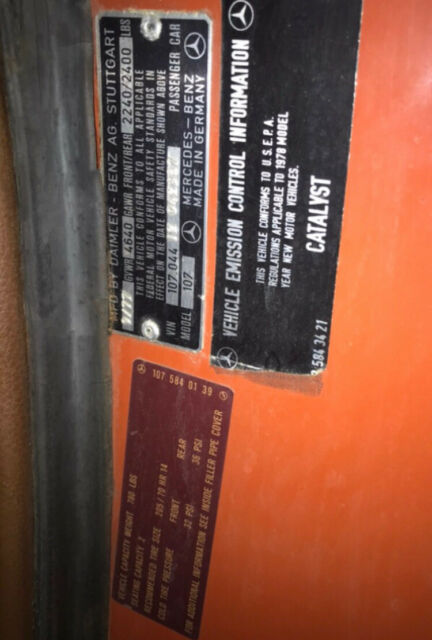 MFD BY DAIMLER - BENZ AG. STUTTGART
GVWR 4640 GAWR FRONT/REAR 2240/2400 LBS
THIS VEHICLE CONFORMS TO ALL APPLICABLE
FEDERAL MOTOR VEHICLE SAFETY STANDARDS IN
EFFECT ON THE DATE OF MANUFACTURE SHOWN ABOVE
VIN 107 044 PASSENGER CAR
MODEL 107 MERCEDES-BENZ
MADE IN GERMANY
VEHICLE EMISSION CONTROL INFORMATION
THIS VEHICLE CONFORMS TO U.S.E.P.A.
REGULATIONS APPLICABLE TO 1978 MODEL
YEAR NEW MOTOR VEHICLES.
CATALYST
584 34 21
107 584 01 39
VEHICLE CAPACITY WEIGHT LBS
SEATING CAPACITY 2
RECOMMENDED TIRE SIZE 205/70 HR 14
COLD TIRE PRESSURE FRONT REAR
32 PSI 35 PSI
FOR ADDITIONAL INFORMATION SEE INSIDE FILLER PIPE COVER